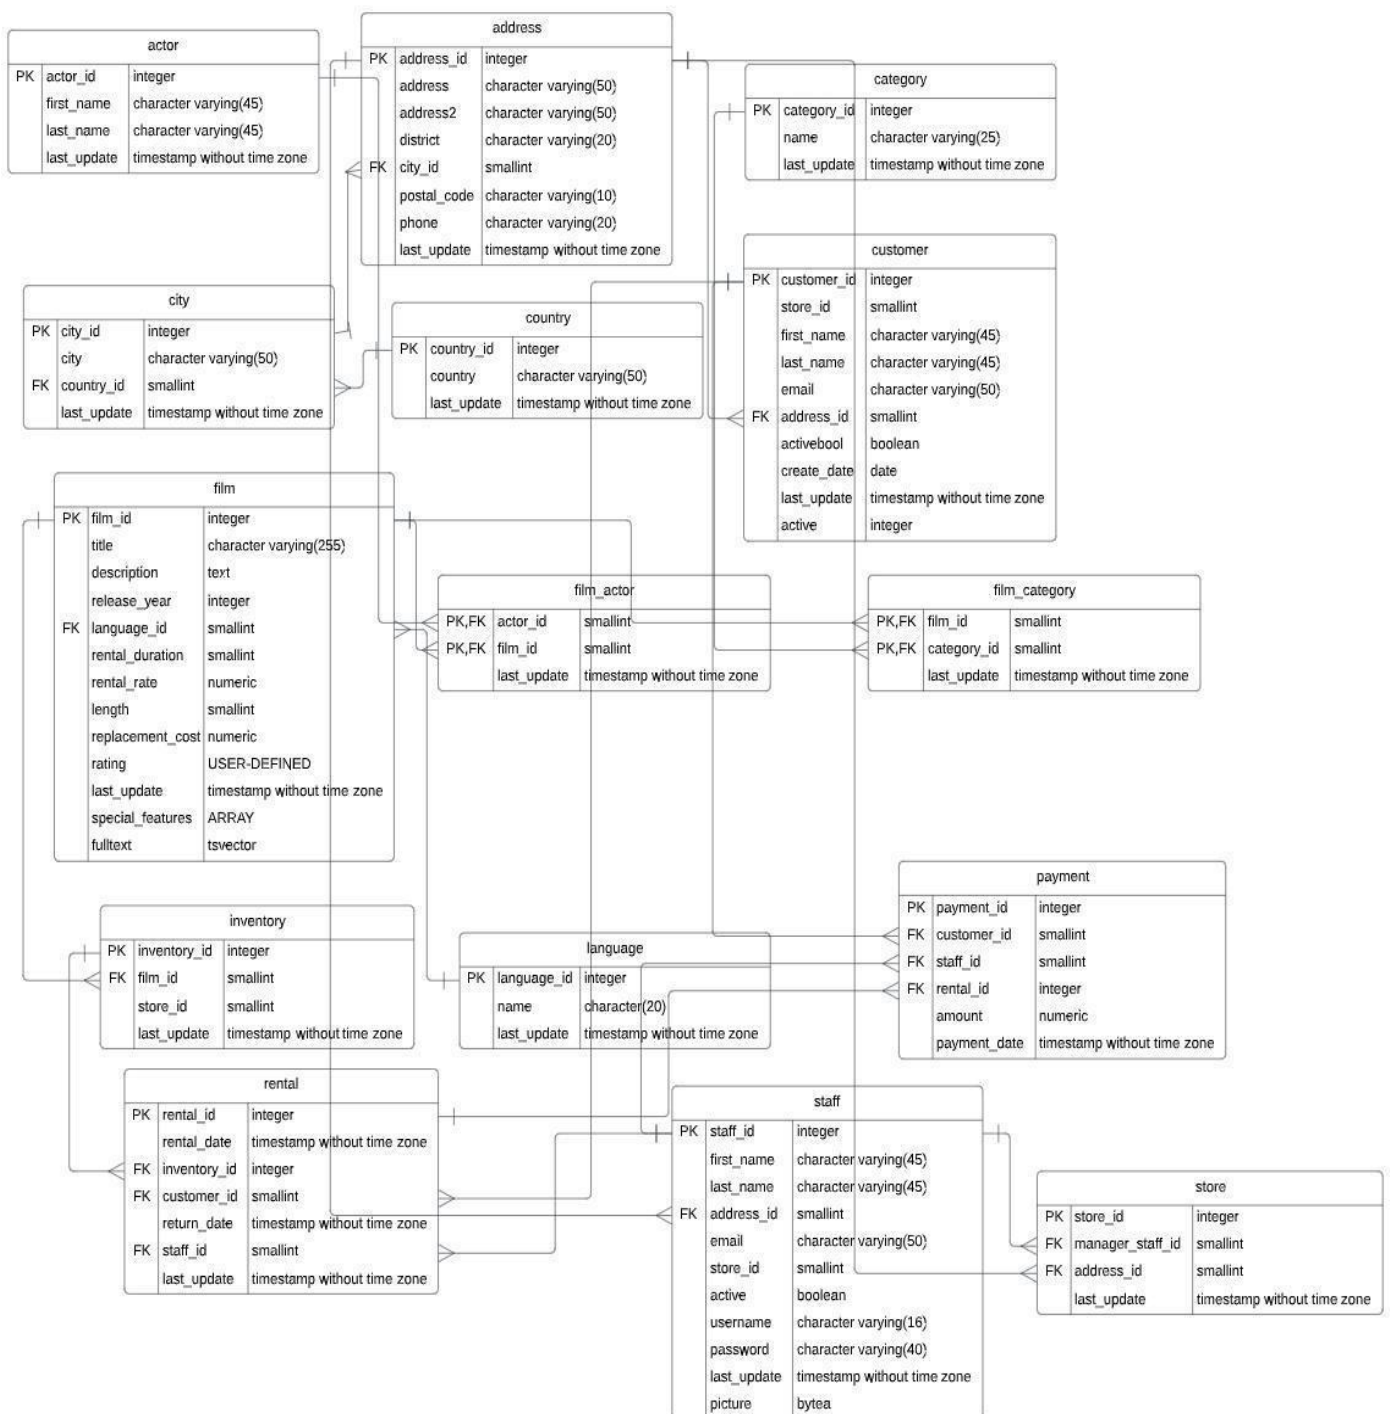 actor
PK actor_id integer
first_name character varying(45)
last_name character varying(45)
last_update timestamp without time zone
address
PK address_id integer
address character varying(50)
address2 character varying(50)
district character varying(20)
FK city_id smallint
postal_code character varying(10)
phone character varying(20)
last_update timestamp without time zone
category
PK category_id integer
name character varying(25)
last_update timestamp without time zone
customer
PK customer_id integer
store_id smallint
first_name character varying(45)
last_name character varying(45)
email character varying(50)
FK address_id smallint
activebool boolean
create_date date
last_update timestamp without time zone
active integer
city
PK city_id integer
city character varying(50)
FK country_id smallint
last_update timestamp without time zone
country
PK country_id integer
country character varying(50)
last_update timestamp without time zone
film
PK film_id integer
title character varying(255)
description text
release_year integer
FK language_id smallint
rental_duration smallint
rental_rate numeric
length smallint
replacement_cost numeric
rating USER-DEFINED
last_update timestamp without time zone
special_features ARRAY
fulltext tsvector
film_actor
PK,FK actor_id smallint
PK,FK film_id smallint
last_update timestamp without time zone
film_category
PK,FK film_id smallint
PK,FK category_id smallint
last_update timestamp without time zone
inventory
PK inventory_id integer
FK film_id smallint
store_id smallint
last_update timestamp without time zone
language
PK language_id integer
name character(20)
last_update timestamp without time zone
payment
PK payment_id integer
FK customer_id smallint
FK staff_id smallint
FK rental_id integer
amount numeric
payment_date timestamp without time zone
rental
PK rental_id integer
rental_date timestamp without time zone
FK inventory_id integer
FK customer_id smallint
return_date timestamp without time zone
FK staff_id smallint
last_update timestamp without time zone
staff
PK staff_id integer
first_name character varying(45)
last_name character varying(45)
FK address_id smallint
email character varying(50)
store_id smallint
active boolean
username character varying(16)
password character varying(40)
last_update timestamp without time zone
picture bytea
store
PK store_id integer
FK manager_staff_id smallint
FK address_id smallint
last_update timestamp without time zone